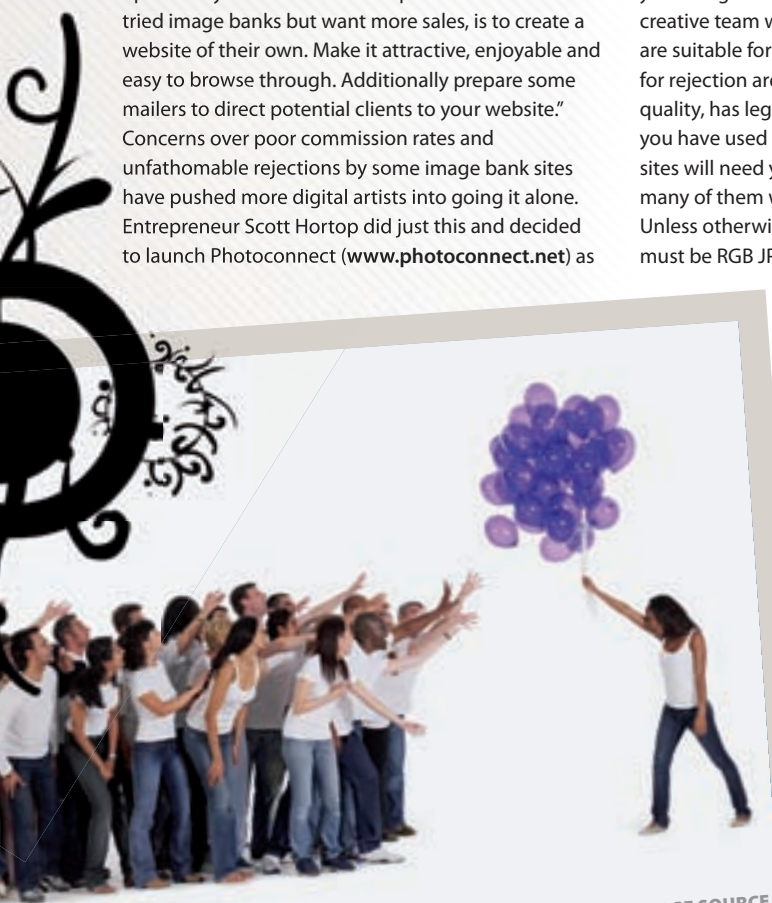 tried image banks but want more sales, is to create a
website of their own. Make it attractive, enjoyable and
easy to browse through. Additionally prepare some
mailers to direct potential clients to your website.”
Concerns over poor commission rates and
unfathomable rejections by some image bank sites
have pushed more digital artists into going it alone.
Entrepreneur Scott Hortop did just this and decided
to launch Photoconnect (www.photoconnect.net) as
creative team w
are suitable for
for rejection are
quality, has leg
you have used
sites will need y
many of them w
Unless otherwi
must be RGB JP
SOURCE